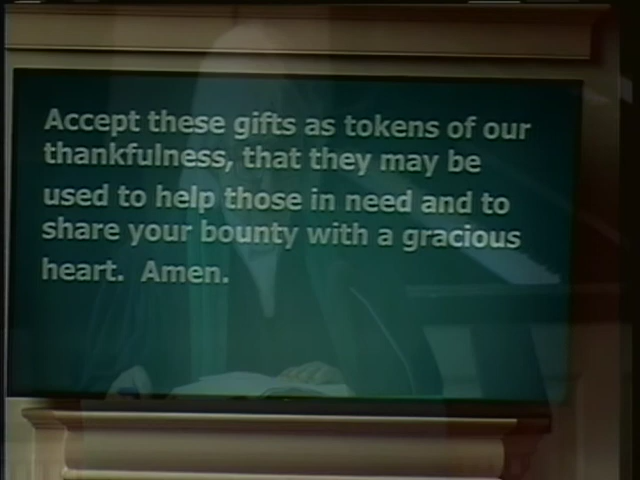 Accept these gifts as tokens of our
thankfulness, that they may be
used to help those in need and to
share your bounty with a gracious
heart.  Amen.